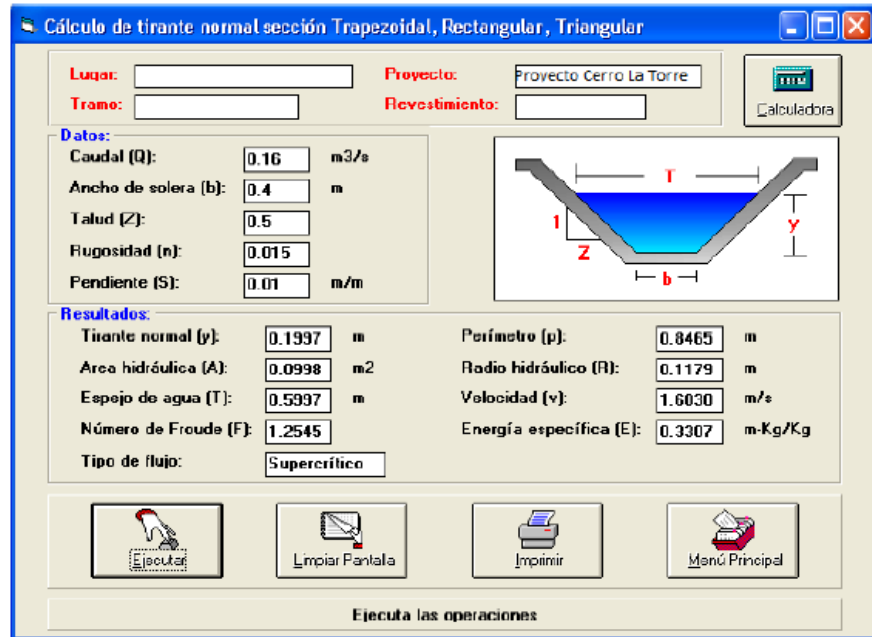 Cálculo de tirante normal sección Trapezoidal, Rectangular, Triangular
Lugar: Proyecto: Proyecto Cerro La Torre
Tramo: Revestimiento:
Calculadora
Datos:
Caudal (Q): 0.16 m3/s
Ancho de solera (b): 0.4 m
Talud (Z): 0.5
Rugosidad (n): 0.015
Pendiente (S): 0.01 m/m
T
1
Z
b
y
Resultados:
Tirante normal (y): 0.1997 m Perímetro (p): 0.8465 m
Area hidráulica (A): 0.0998 m2 Radio hidráulico (R): 0.1179 m
Espejo de agua (T): 0.5997 m Velocidad (v): 1.6030 m/s
Número de Froude (F): 1.2545 Energía específica (E): 0.3307 m-Kg/Kg
Tipo de flujo: Supercrítico
Ejecutar Limpiar Pantalla Imprimir Menú Principal
Ejecuta las operaciones